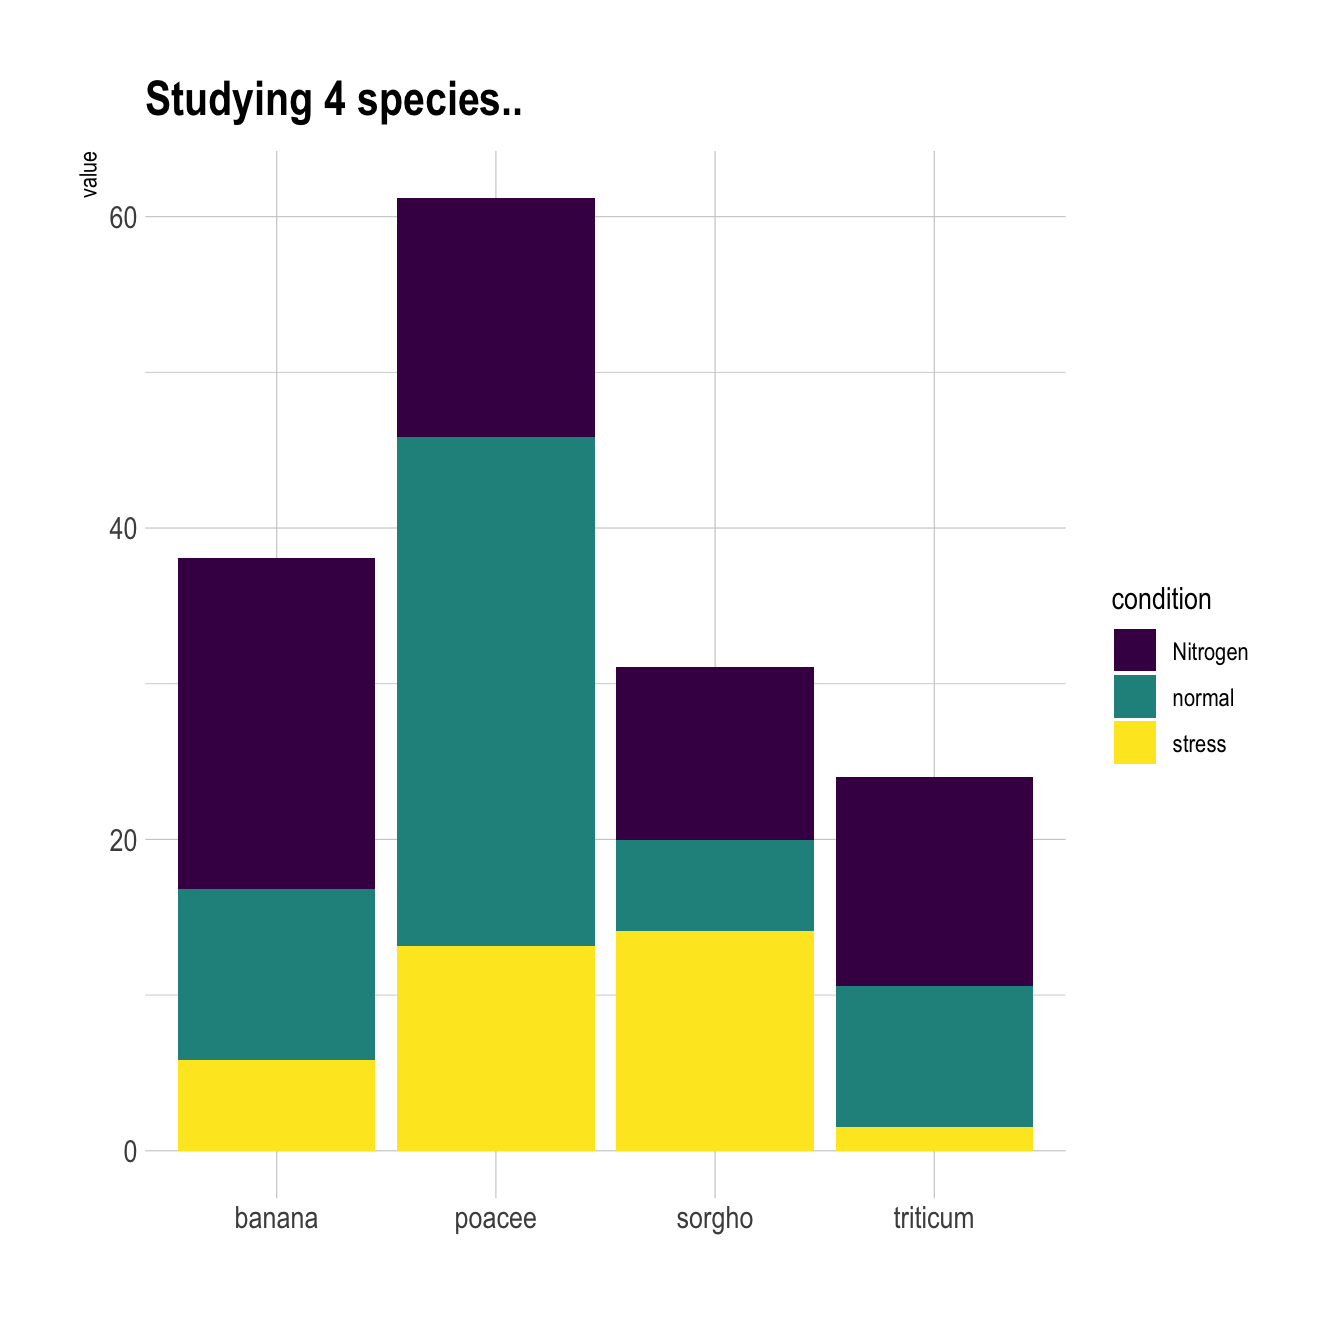 Studying 4 species..
value
60
40
20
0
banana poacee sorgho triticum
condition
Nitrogen
normal
stress